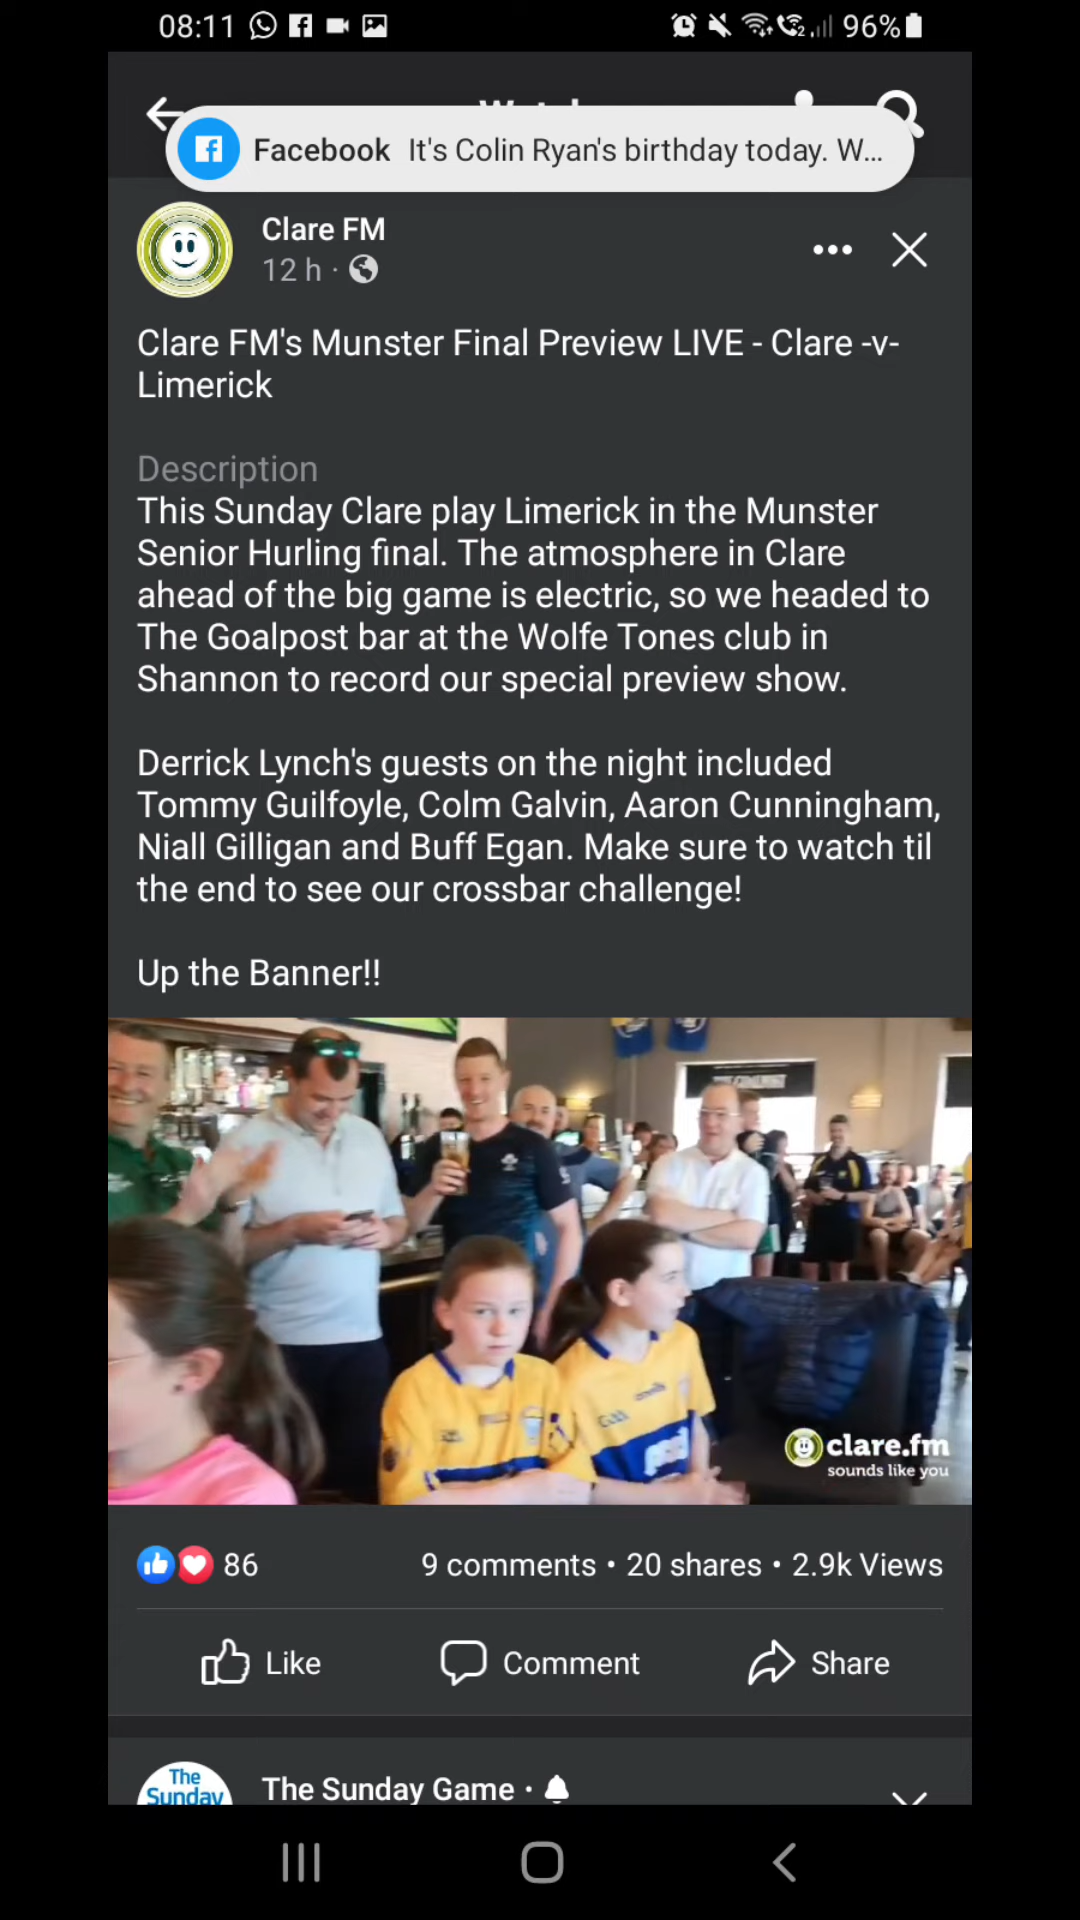 08:11
96%
Facebook It's Colin Ryan's birthday today. W...
Clare FM
12 h ·
Clare FM's Munster Final Preview LIVE - Clare -v-
Limerick
Description
This Sunday Clare play Limerick in the Munster
Senior Hurling final. The atmosphere in Clare
ahead of the big game is electric, so we headed to
The Goalpost bar at the Wolfe Tones club in
Shannon to record our special preview show.
Derrick Lynch's guests on the night included
Tommy Guilfoyle, Colm Galvin, Aaron Cunningham,
Niall Gilligan and Buff Egan. Make sure to watch til
the end to see our crossbar challenge!
Up the Banner!!
clare.fm
sounds like you
86
9 comments • 20 shares • 2.9k Views
Like
Comment
Share
The
Sunday
The Sunday Game ·